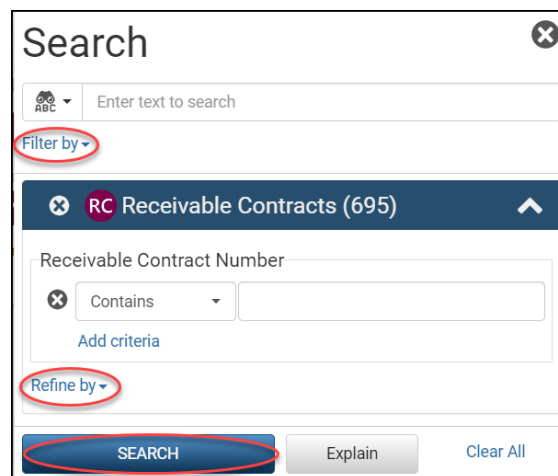 Search
ABC Enter text to search
Filter by
RC Receivable Contracts (695)
Receivable Contract Number
Contains
Add criteria
Refine by
SEARCH Explain Clear All